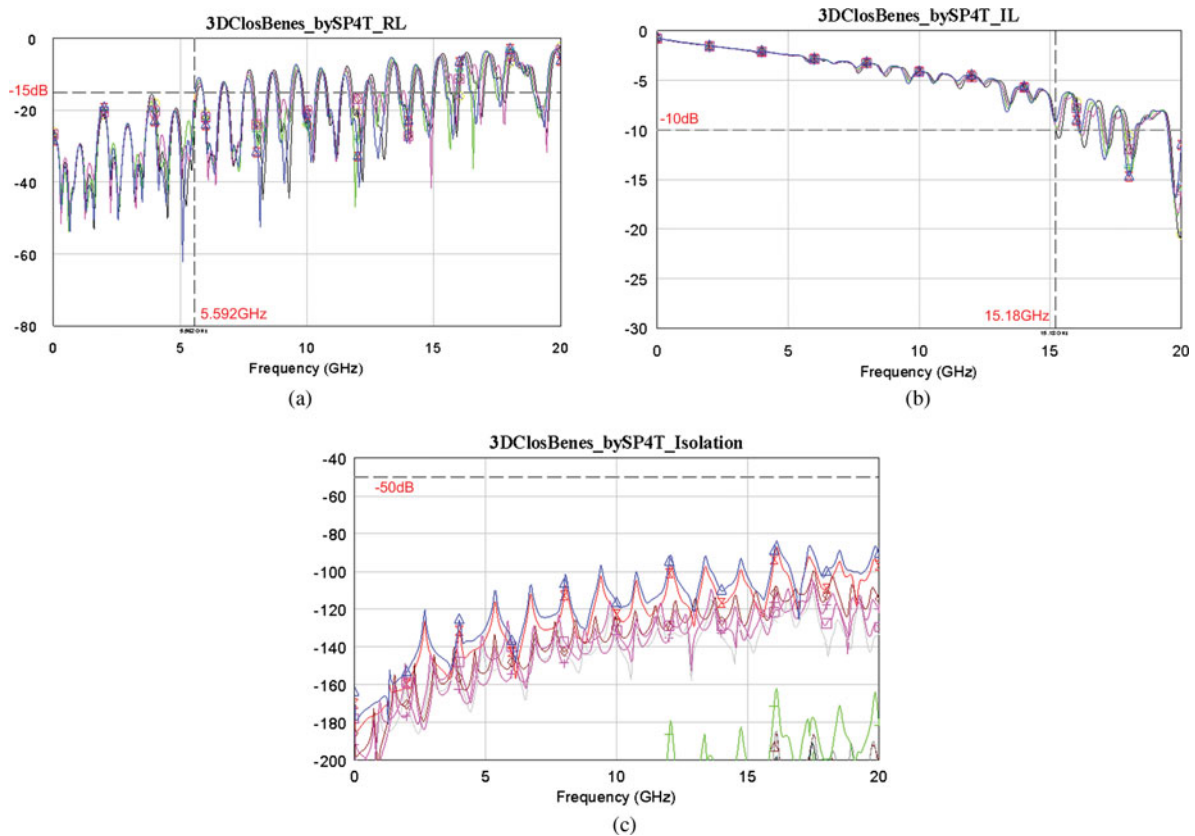 3DClosBenes_bySP4T_RL
0
-20
-40
-60
-80
-15dB
5.592GHz
0 5 10 15 20
Frequency (GHz)
(a)
3DClosBenes_bySP4T_IL
0
-5
-10
-15
-20
-25
-30
-10dB
15.18GHz
0 5 10 15 20
Frequency (GHz)
(b)
3DClosBenes_bySP4T_Isolation
-40
-60
-80
-100
-120
-140
-160
-180
-200
-50dB
0 5 10 15 20
Frequency (GHz)
(c)